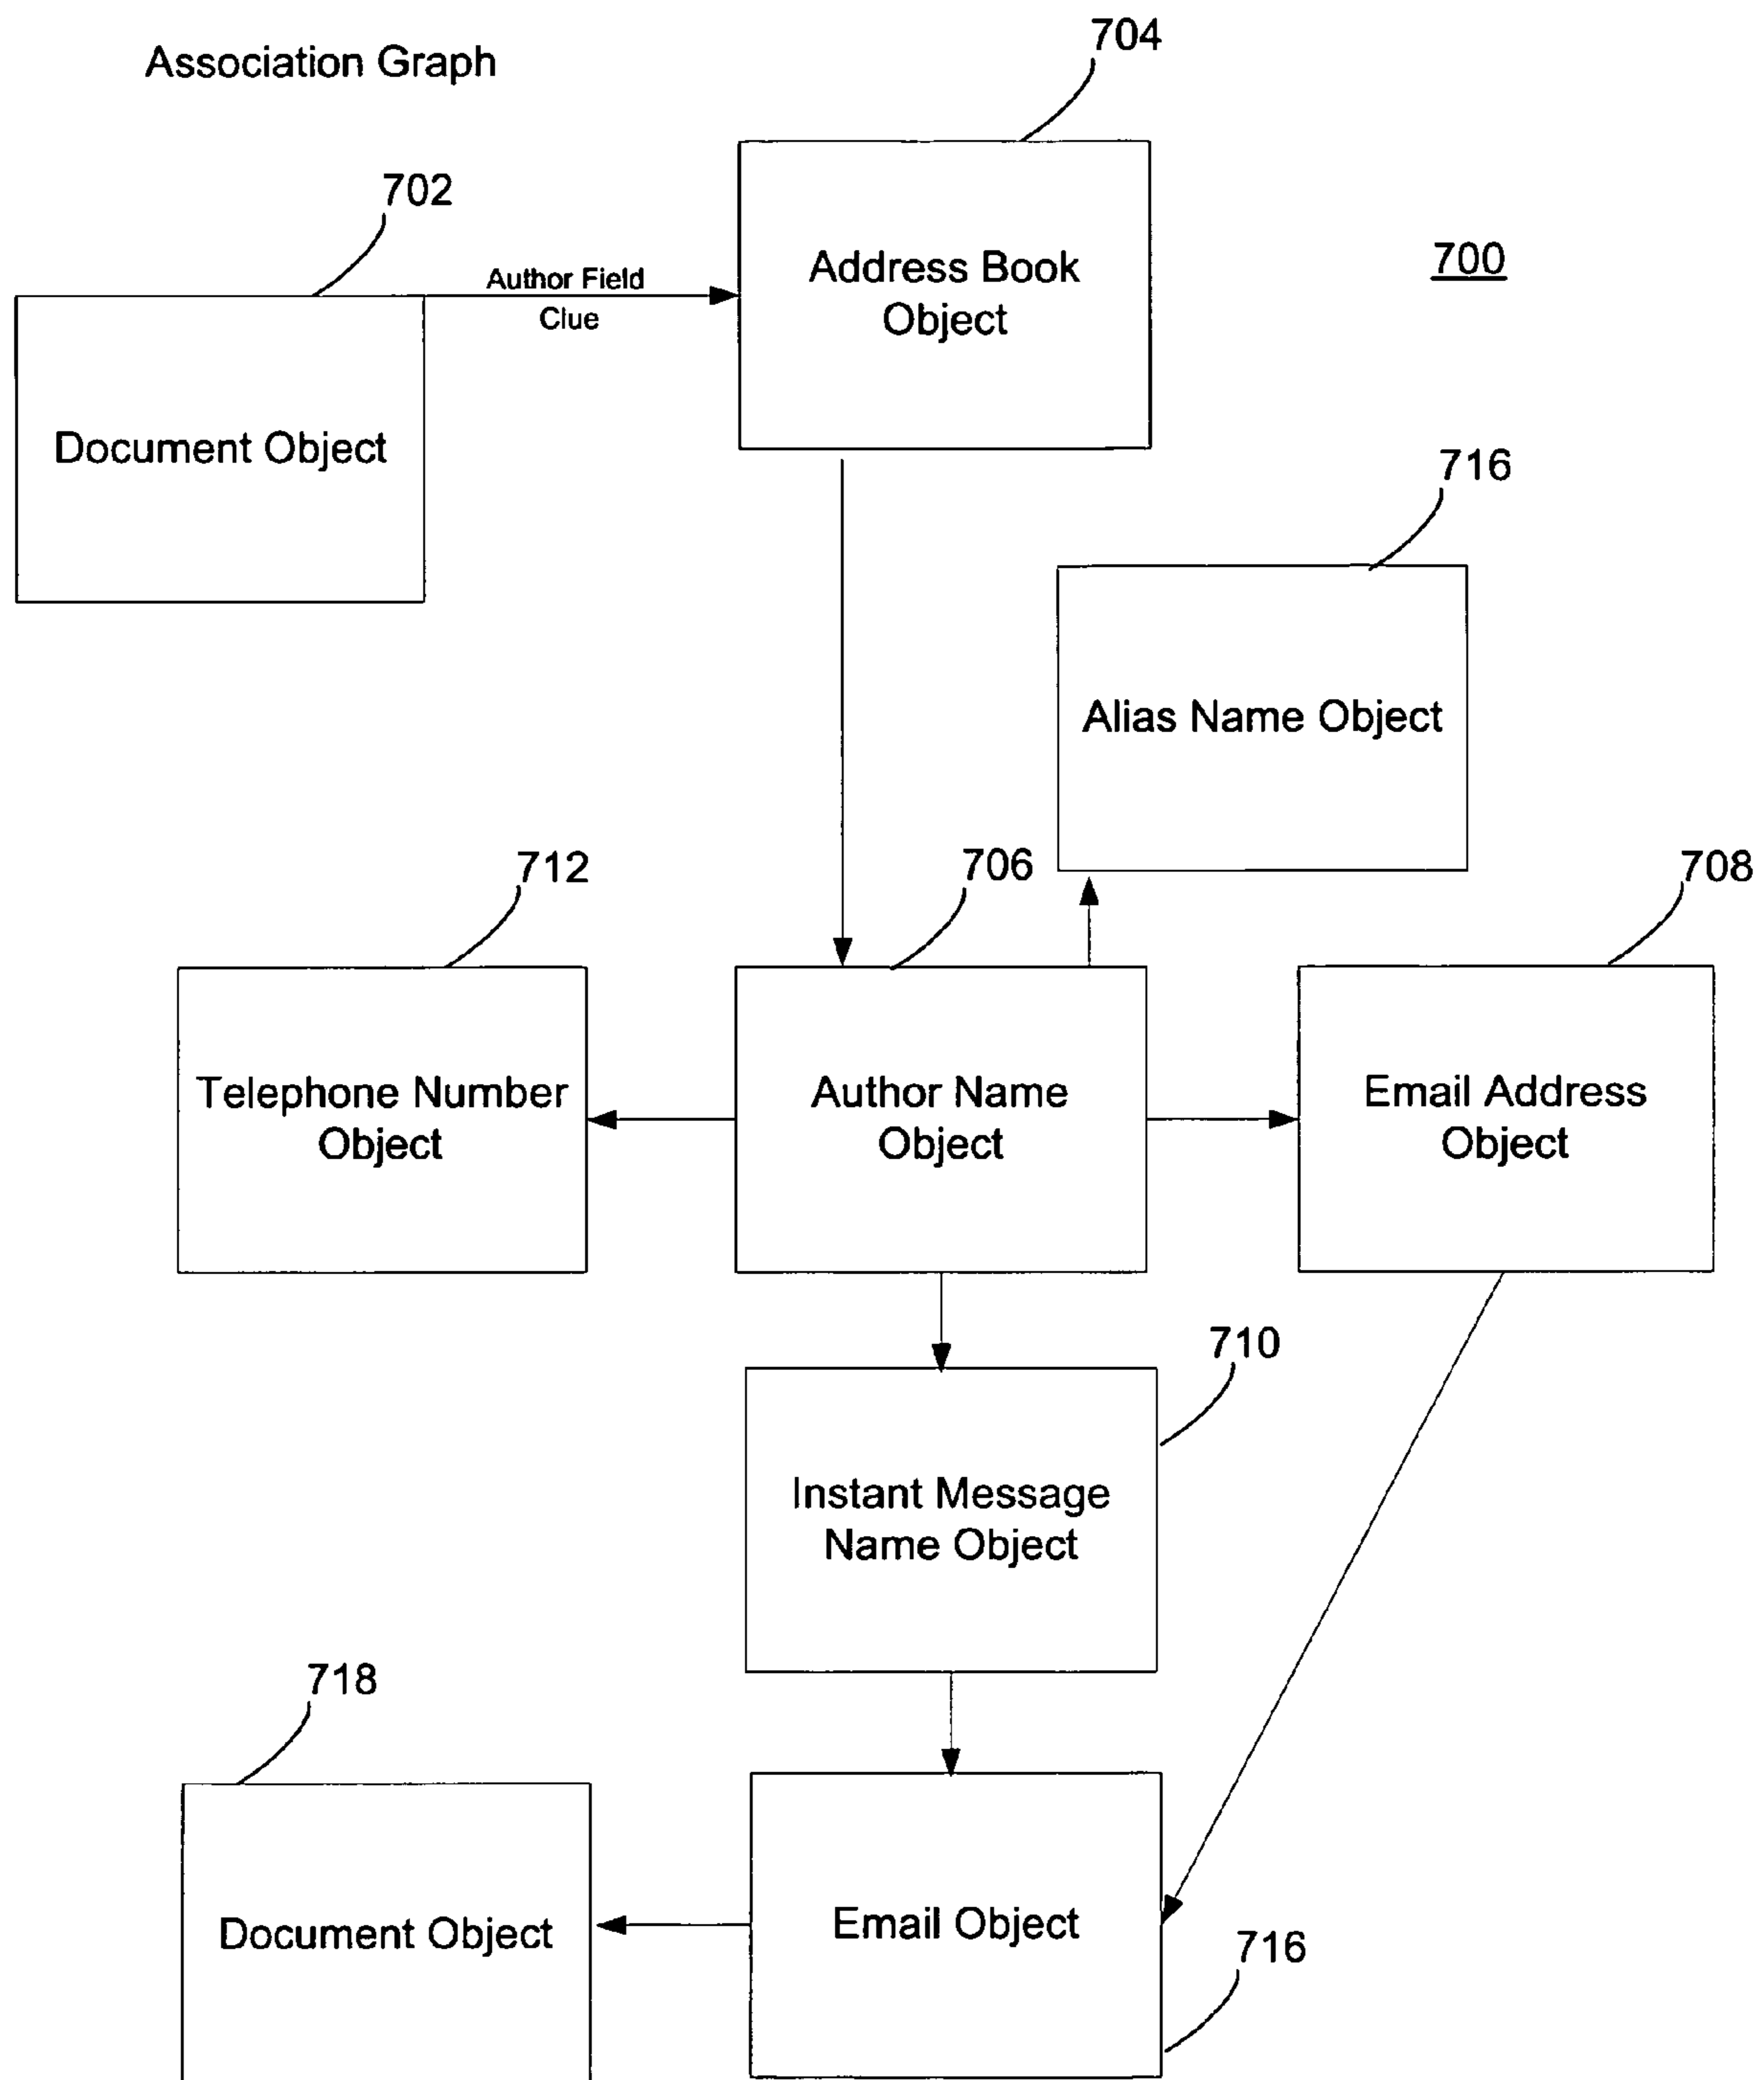 704
Association Graph
702
Author Field
Clue
Address Book
Object
700
Document Object
716
Alias Name Object
712
706
708
Telephone Number
Object
Author Name
Object
Email Address
Object
710
Instant Message
Name Object
718
Document Object
Email Object
716